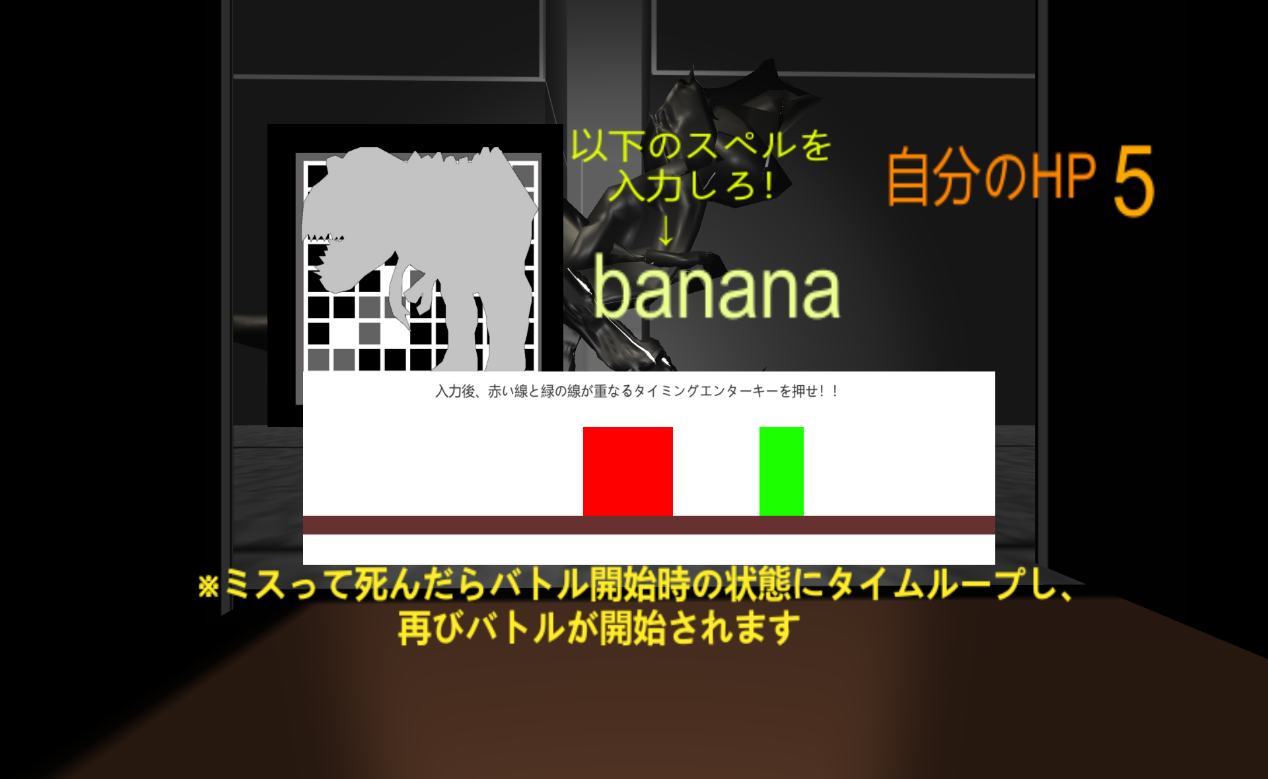 以下のスペルを
入力しろ！
↓
banana
自分のHP 5
入力後、赤い線と緑の線が重なるタイミングエンターキーを押せ！！
※ミスって死んだらバトル開始時の状態にタイムループし、
再びバトルが開始されます